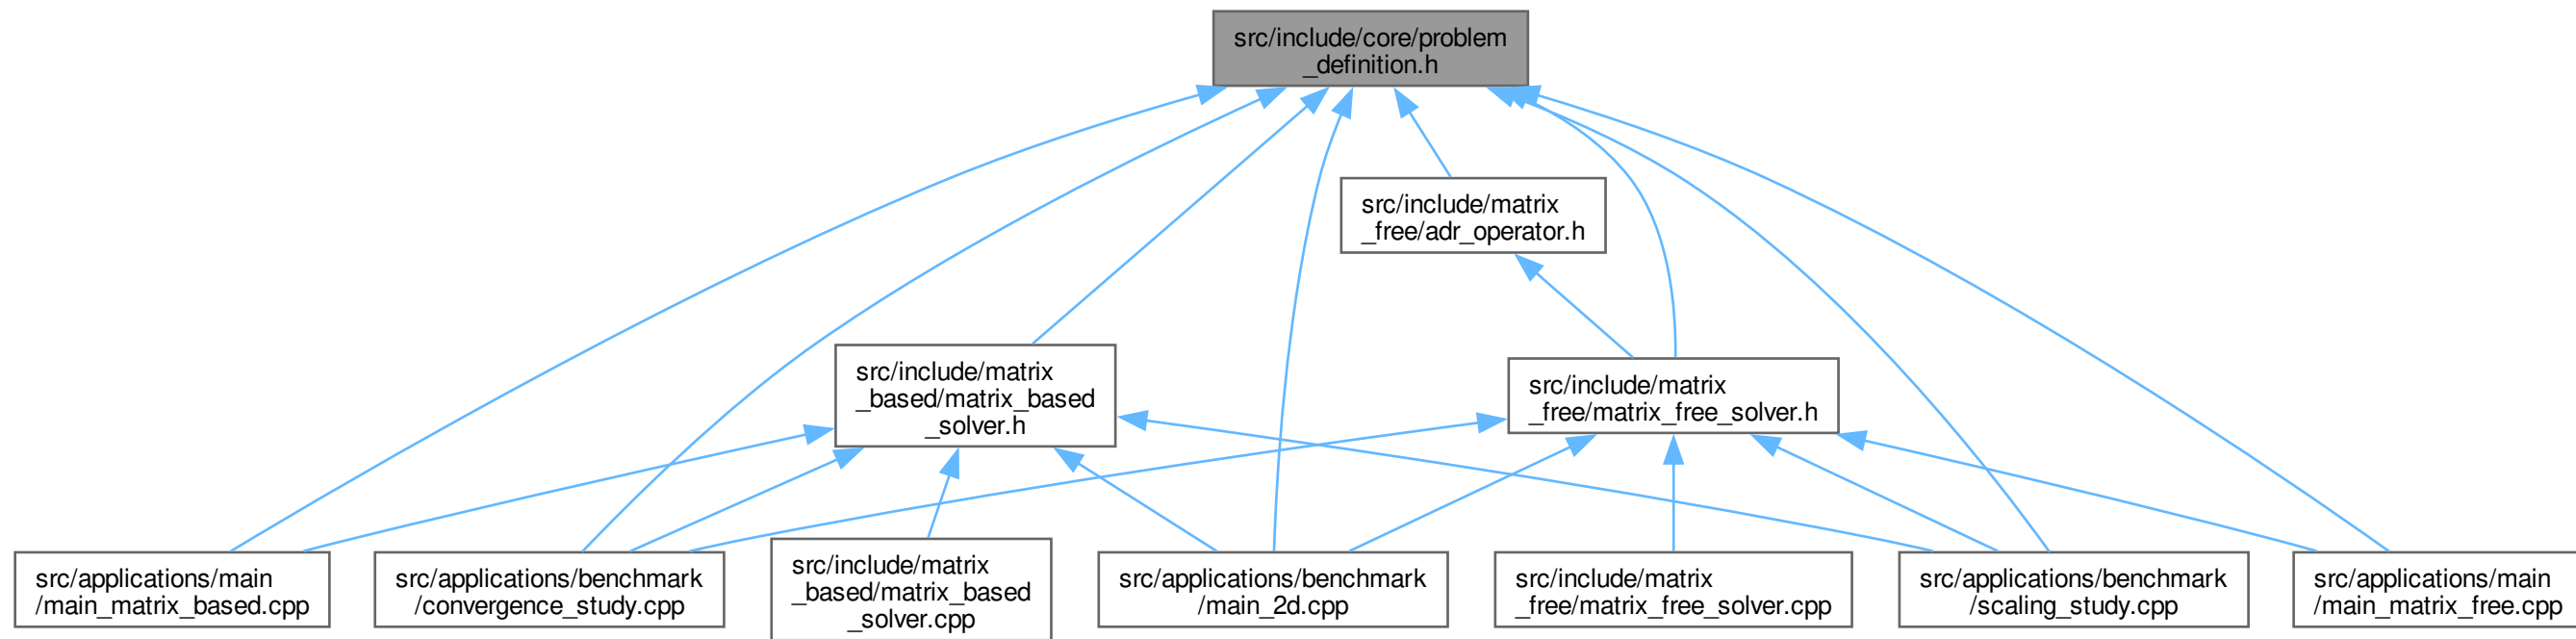 src/include/core/problem
_definition.h
src/include/matrix
_free/adr_operator.h
src/include/matrix
_based/matrix_based
_solver.h
src/include/matrix
_free/matrix_free_solver.h
src/applications/main
/main_matrix_based.cpp
src/applications/benchmark
/convergence_study.cpp
src/include/matrix
_based/matrix_based
_solver.cpp
src/applications/benchmark
/main_2d.cpp
src/include/matrix
_free/matrix_free_solver.cpp
src/applications/benchmark
/scaling_study.cpp
src/applications/main
/main_matrix_free.cpp